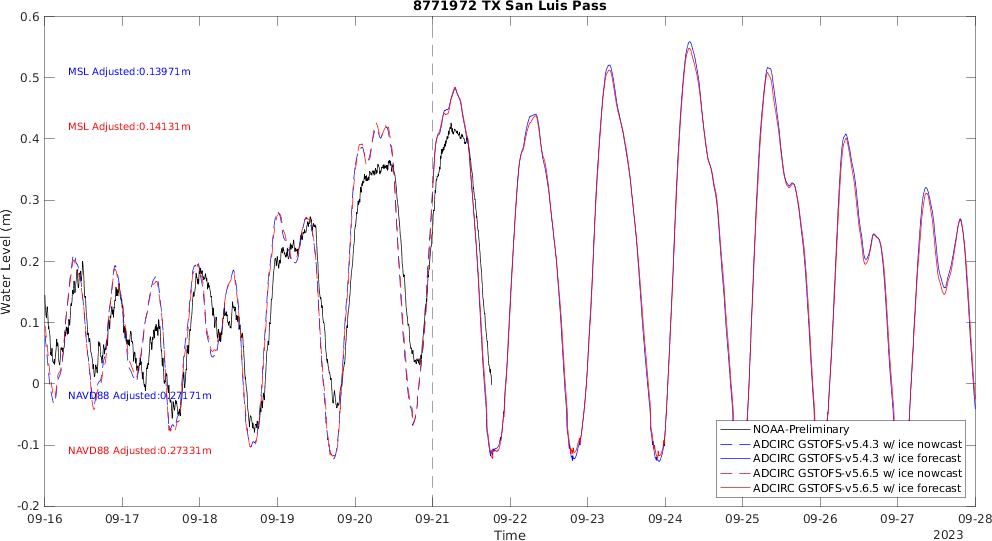 8771972 TX San Luis Pass
0.6
0.5
0.4
0.3
0.2
0.1
0
-0.1
-0.2
Water Level (m)
MSL Adjusted:0.13971m
MSL Adjusted:0.14131m
NAVD88 Adjusted:0.27171m
NAVD88 Adjusted:0.27331m
NOAA-Preliminary
ADCIRC GSTOFS-v5.4.3 w/ ice nowcast
ADCIRC GSTOFS-v5.4.3 w/ ice forecast
ADCIRC GSTOFS-v5.6.5 w/ ice nowcast
ADCIRC GSTOFS-v5.6.5 w/ ice forecast
09-16 09-17 09-18 09-19 09-20 09-21 09-22 09-23 09-24 09-25 09-26 09-27 09-28
Time
2023